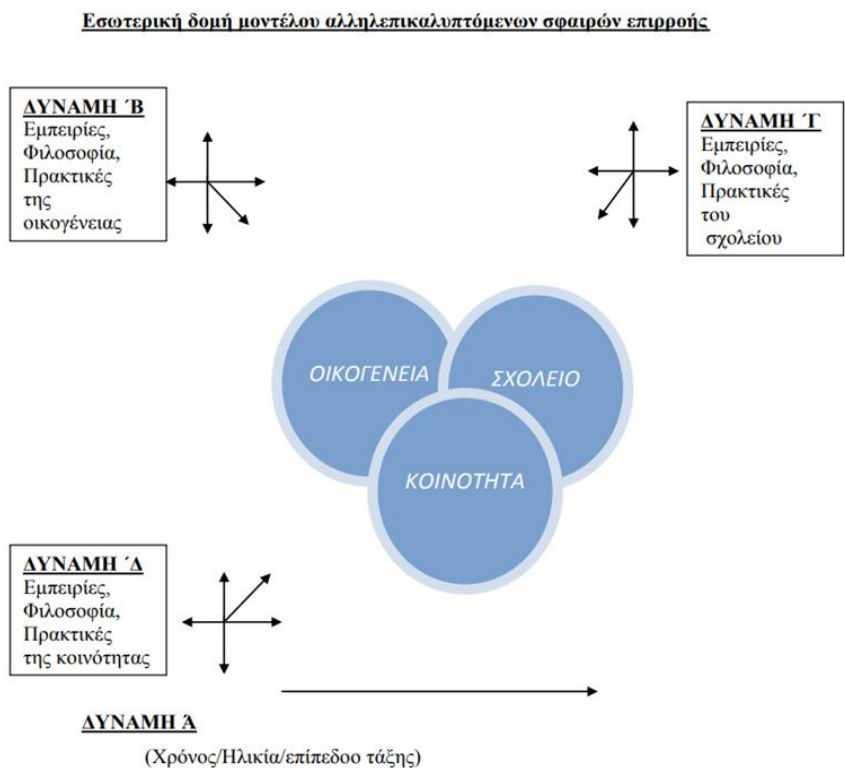 Εσωτερική δομή μοντέλου αλληλεπικαλυπτόμενων σφαιρών επιρροής
ΔΥΝΑΜΗ ΄Β
Εμπειρίες,
Φιλοσοφία,
Πρακτικές
της
οικογένειας
ΔΥΝΑΜΗ ΄Γ
Εμπειρίες,
Φιλοσοφία,
Πρακτικές
του
σχολείου
ΟΙΚΟΓΕΝΕΙΑ
ΣΧΟΛΕΙΟ
ΚΟΙΝΟΤΗΤΑ
ΔΥΝΑΜΗ ΄Δ
Εμπειρίες,
Φιλοσοφία,
Πρακτικές
της κοινότητας
ΔΥΝΑΜΗ Ά
(Χρόνος/Ηλικία/επίπεδοο τάξης)